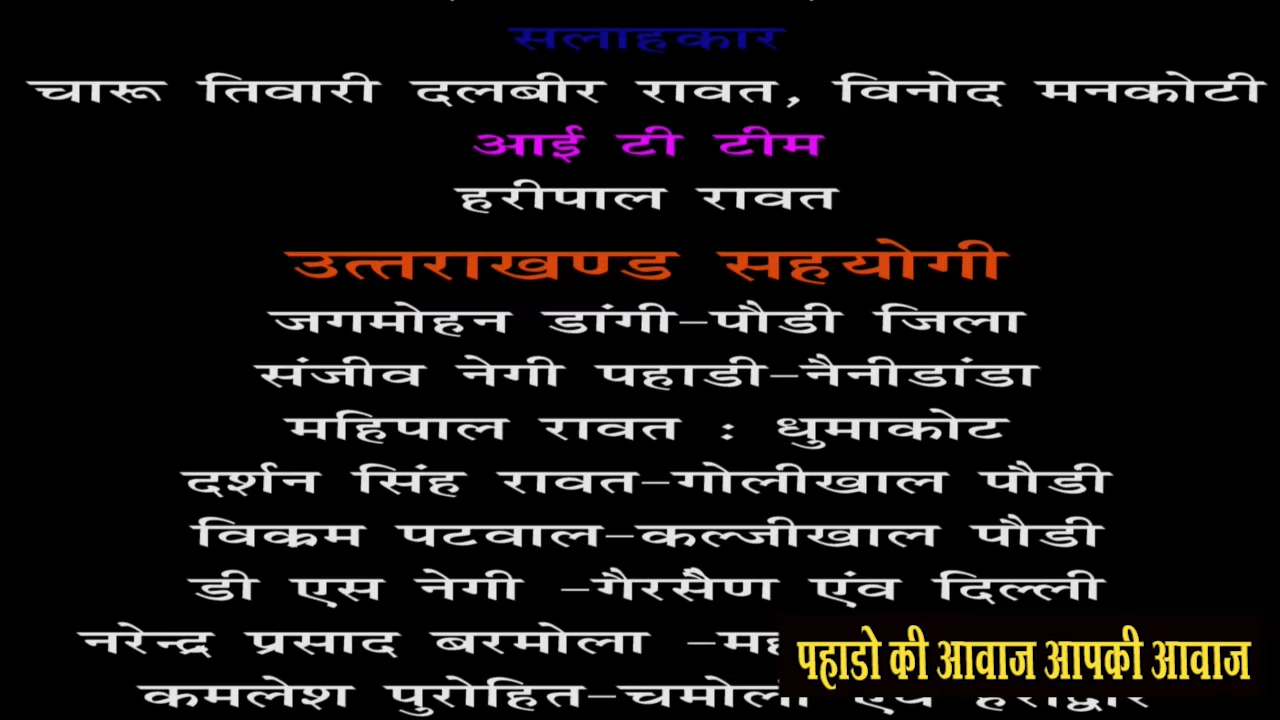 सलाहकार
चारू तिवारी दलबीर रावत, विनोद मनकोटी
आई टी टीम
हरीपाल रावत
उत्तराखण्ड सहयोगी
जगमोहन डांगी-पौडी जिला
संजीव नेगी पहाडी-नैनीडांडा
महिपाल रावत : धुमाकोट
दर्शन सिंह रावत-गोलीखाल पौडी
विकम पटवाल-कल्जीखाल पौडी
डी एस नेगी -गैरसैण एंव दिल्ली
नरेन्द्र प्रसाद बरमोला
कमलेश पुरोहित-चमोली
पहाडो की आवाज आपकी आवाज